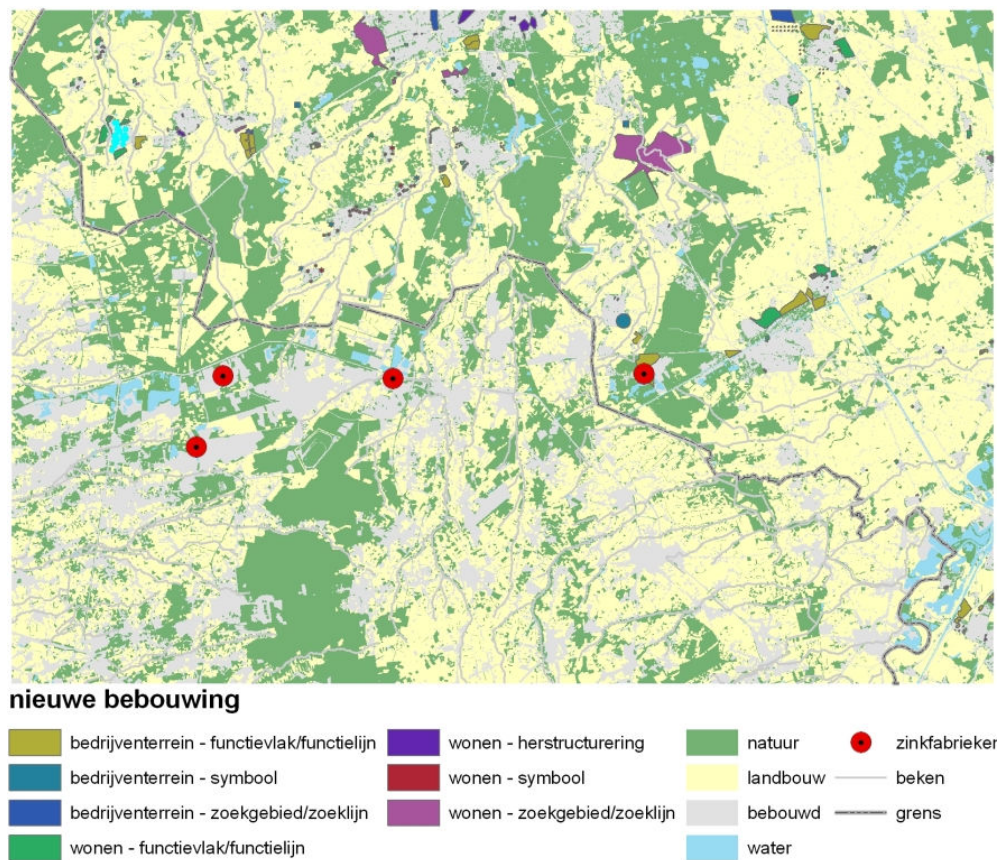 nieuwe bebouwing
bedrijventerrein - functievlak/functielijn
bedrijventerrein - symbool
bedrijventerrein - zoekgebied/zoeklijn
wonen - functievlak/functielijn
wonen - herstructurering
wonen - symbool
wonen - zoekgebied/zoeklijn
natuur
landbouw
bebouwd
water
zinkfabrieken
beken
grens